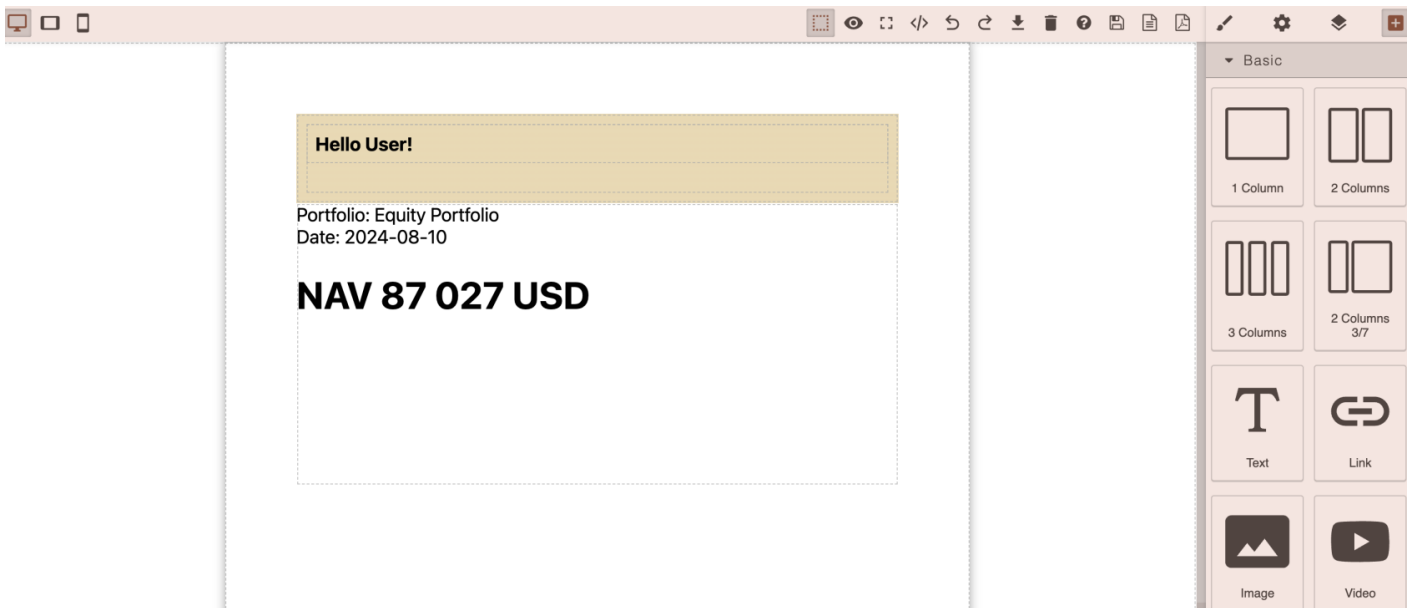 Basic
Hello User!
Portfolio: Equity Portfolio
Date: 2024-08-10
NAV 87 027 USD
1 Column
2 Columns
3 Columns
2 Columns
3/7
Text
Link
Image
Video